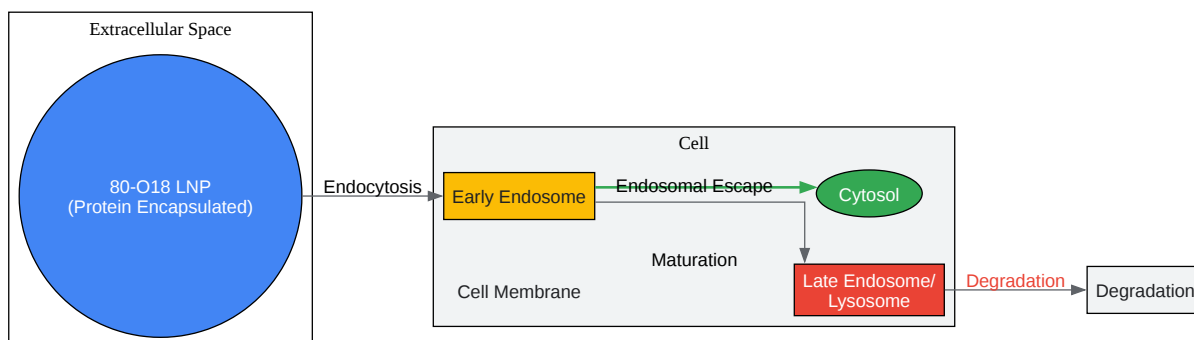 Extracellular Space
80-O18 LNP
(Protein Encapsulated)
Endocytosis
Cell
Early Endosome
Endosomal Escape
Cytosol
Maturation
Cell Membrane
Late Endosome/
Lysosome
Degradation
Degradation